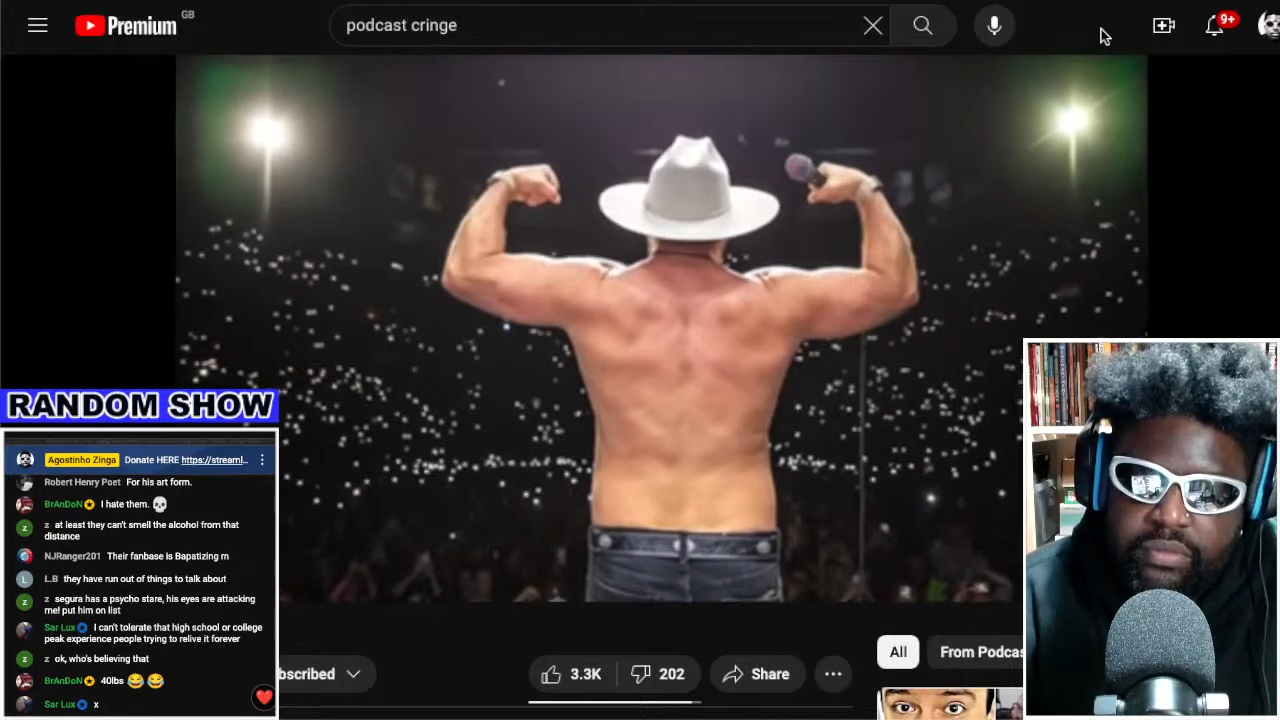 Premium GB
podcast cringe
9+
RANDOM SHOW
Agostinho Zinga Donate HERE https://streaml...
Robert Henry Poet For his art form.
BrAnDoN I hate them. 💀
z at least they can't smell the alcohol from that
distance
NJRanger201 Their fanbase is Bapatizing rn
L.B they have run out of things to talk about
z segura has a psycho stare, his eyes are attacking
me! put him on list
Sar Lux I can't tolerate that high school or college
peak experience people trying to relive it forever
z ok, who's believing that
BrAnDoN 40lbs 😂 😂
Sar Lux x
bscribed
3.3K
202
Share
All
From Podcas